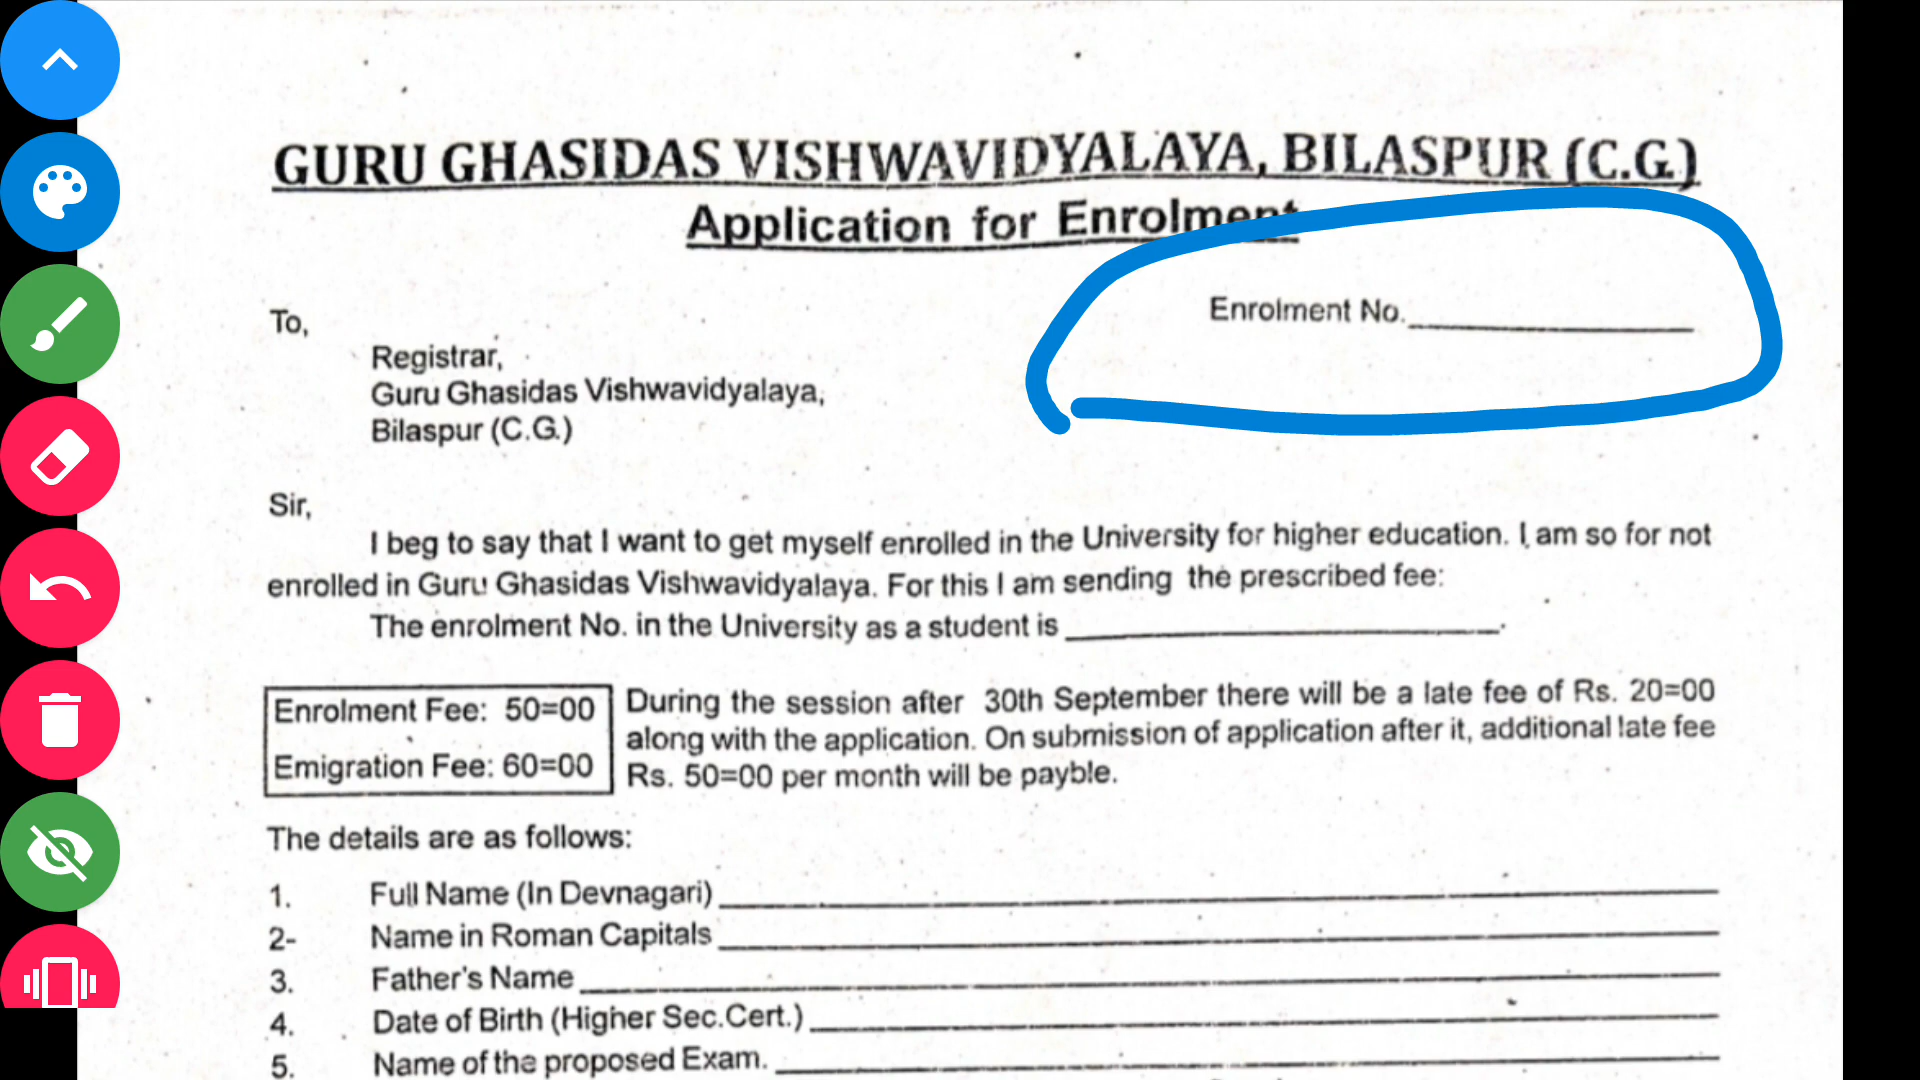 GURU GHASIDAS VISHWAVIDYALAYA, BILASPUR (C.G.)
Application for Enrolment
Enrolment No.
To,
Registrar,
Guru Ghasidas Vishwavidyalaya,
Bilaspur (C.G.)
Sir,
I beg to say that I want to get myself enrolled in the University for higher education. I am so for not
enrolled in Guru Ghasidas Vishwavidyalaya. For this I am sending the prescribed fee:
The enrolment No. in the University as a student is
Enrolment Fee: 50=00
Emigration Fee: 60=00
During the session after 30th September there will be a late fee of Rs. 20=00
along with the application. On submission of application after it, additional late fee
Rs. 50=00 per month will be payble.
The details are as follows:
1. Full Name (In Devnagari)
2- Name in Roman Capitals
3. Father's Name
4. Date of Birth (Higher Sec.Cert.)
5. Name of the proposed Exam.